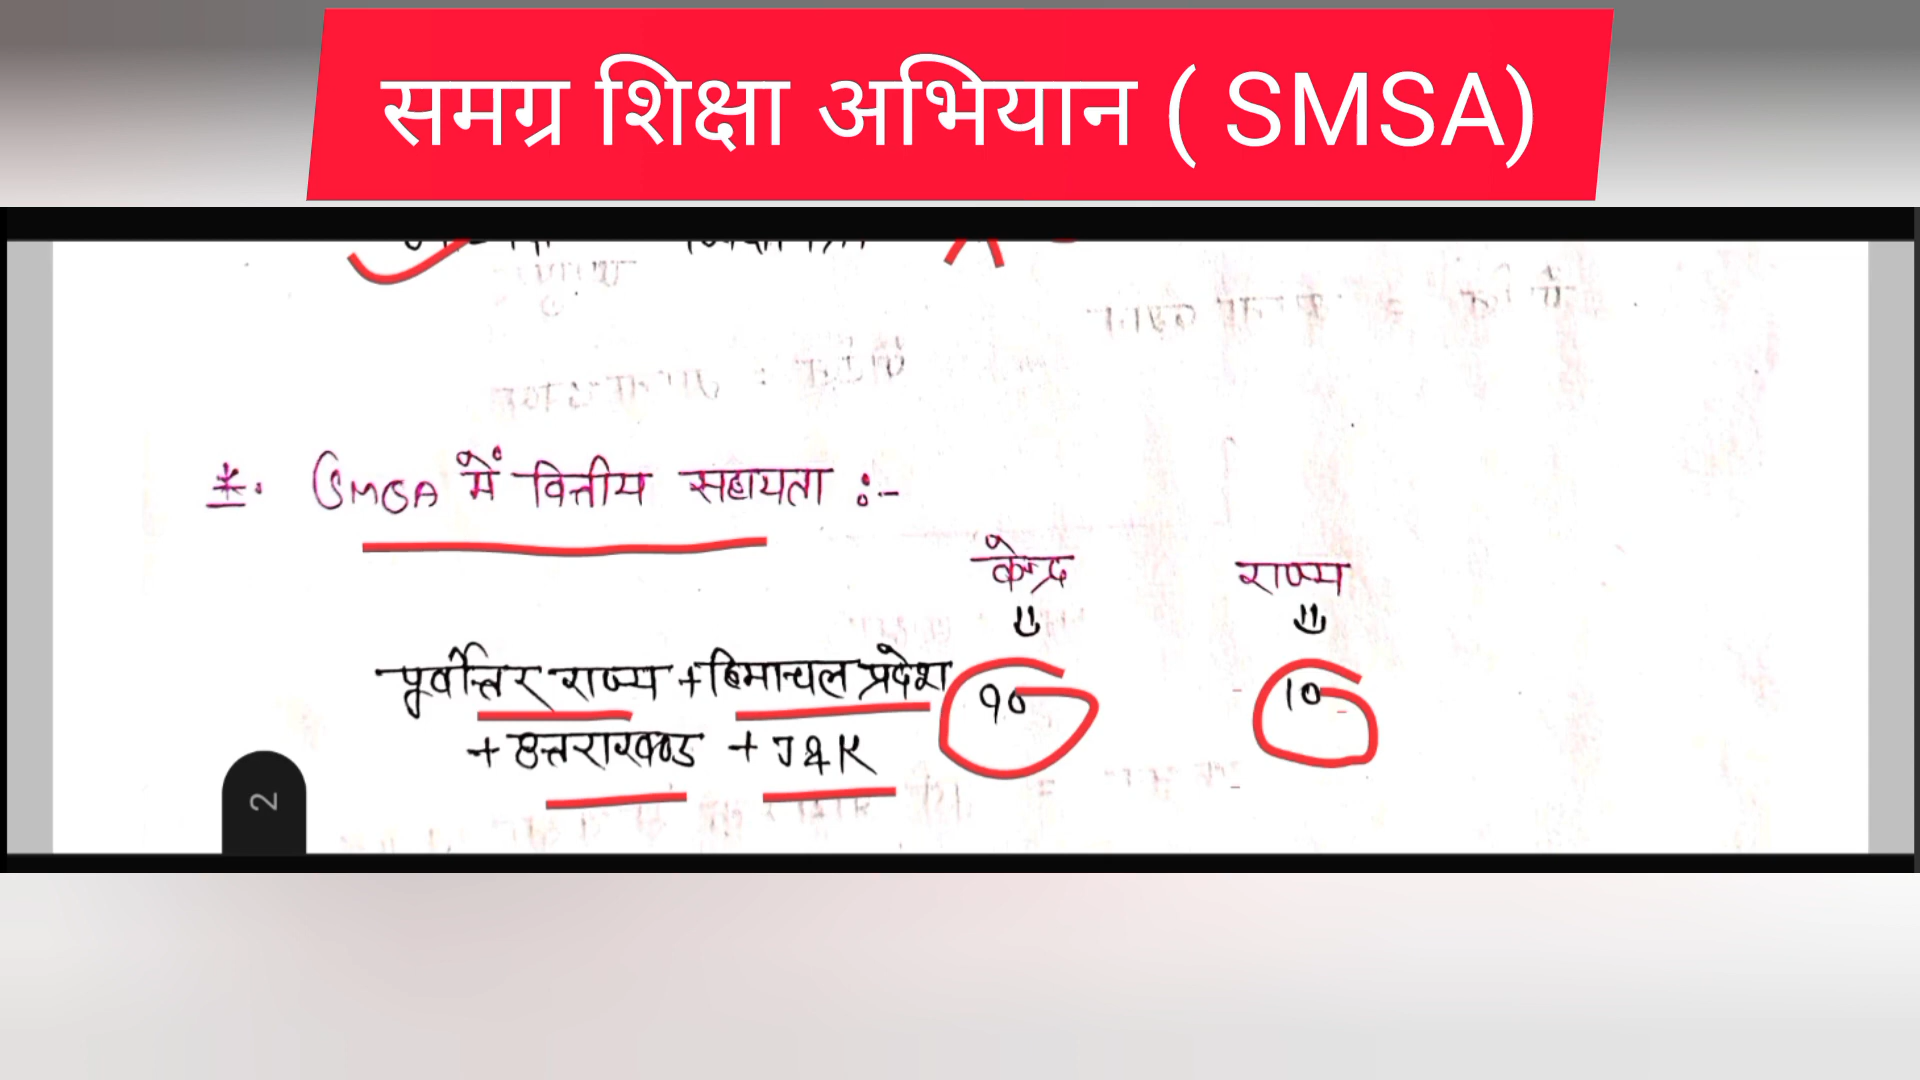 समग्र शिक्षा अभियान ( SMSA)
*. SMSA में वित्तीय सहायता :-
केन्द्र राज्य
पूर्वोत्तर राज्य + हिमाचल प्रदेश 90 10
+ उत्तराखण्ड + J&K
2